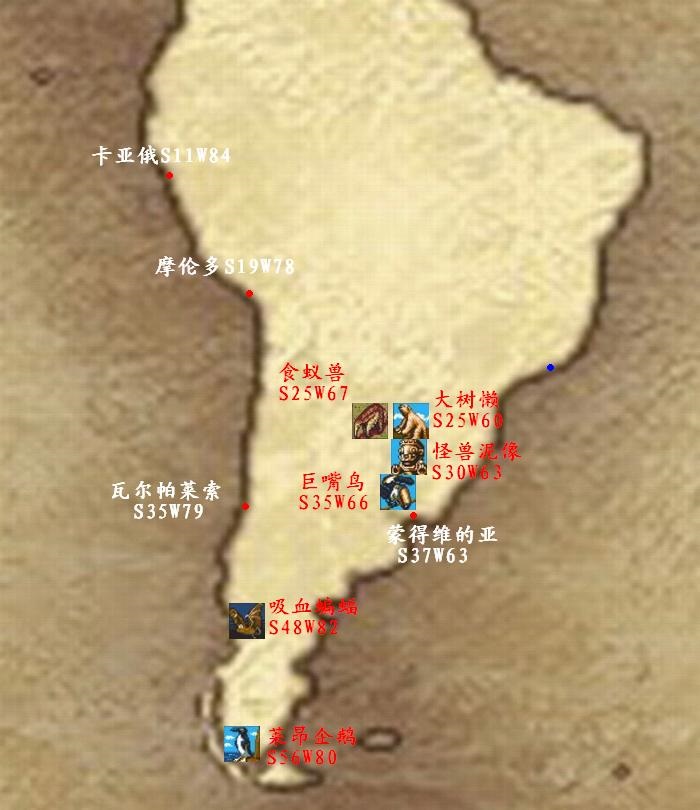 卡亚俄S11W84
摩伦多S19W78
食蚁兽
S25W67
大树懒
S25W60
怪兽泥像
S30W63
巨嘴鸟
S35W66
瓦尔帕莱索
S35W79
蒙得维的亚
S37W63
吸血蝙蝠
S48W82
莱昂企鹅
S56W80